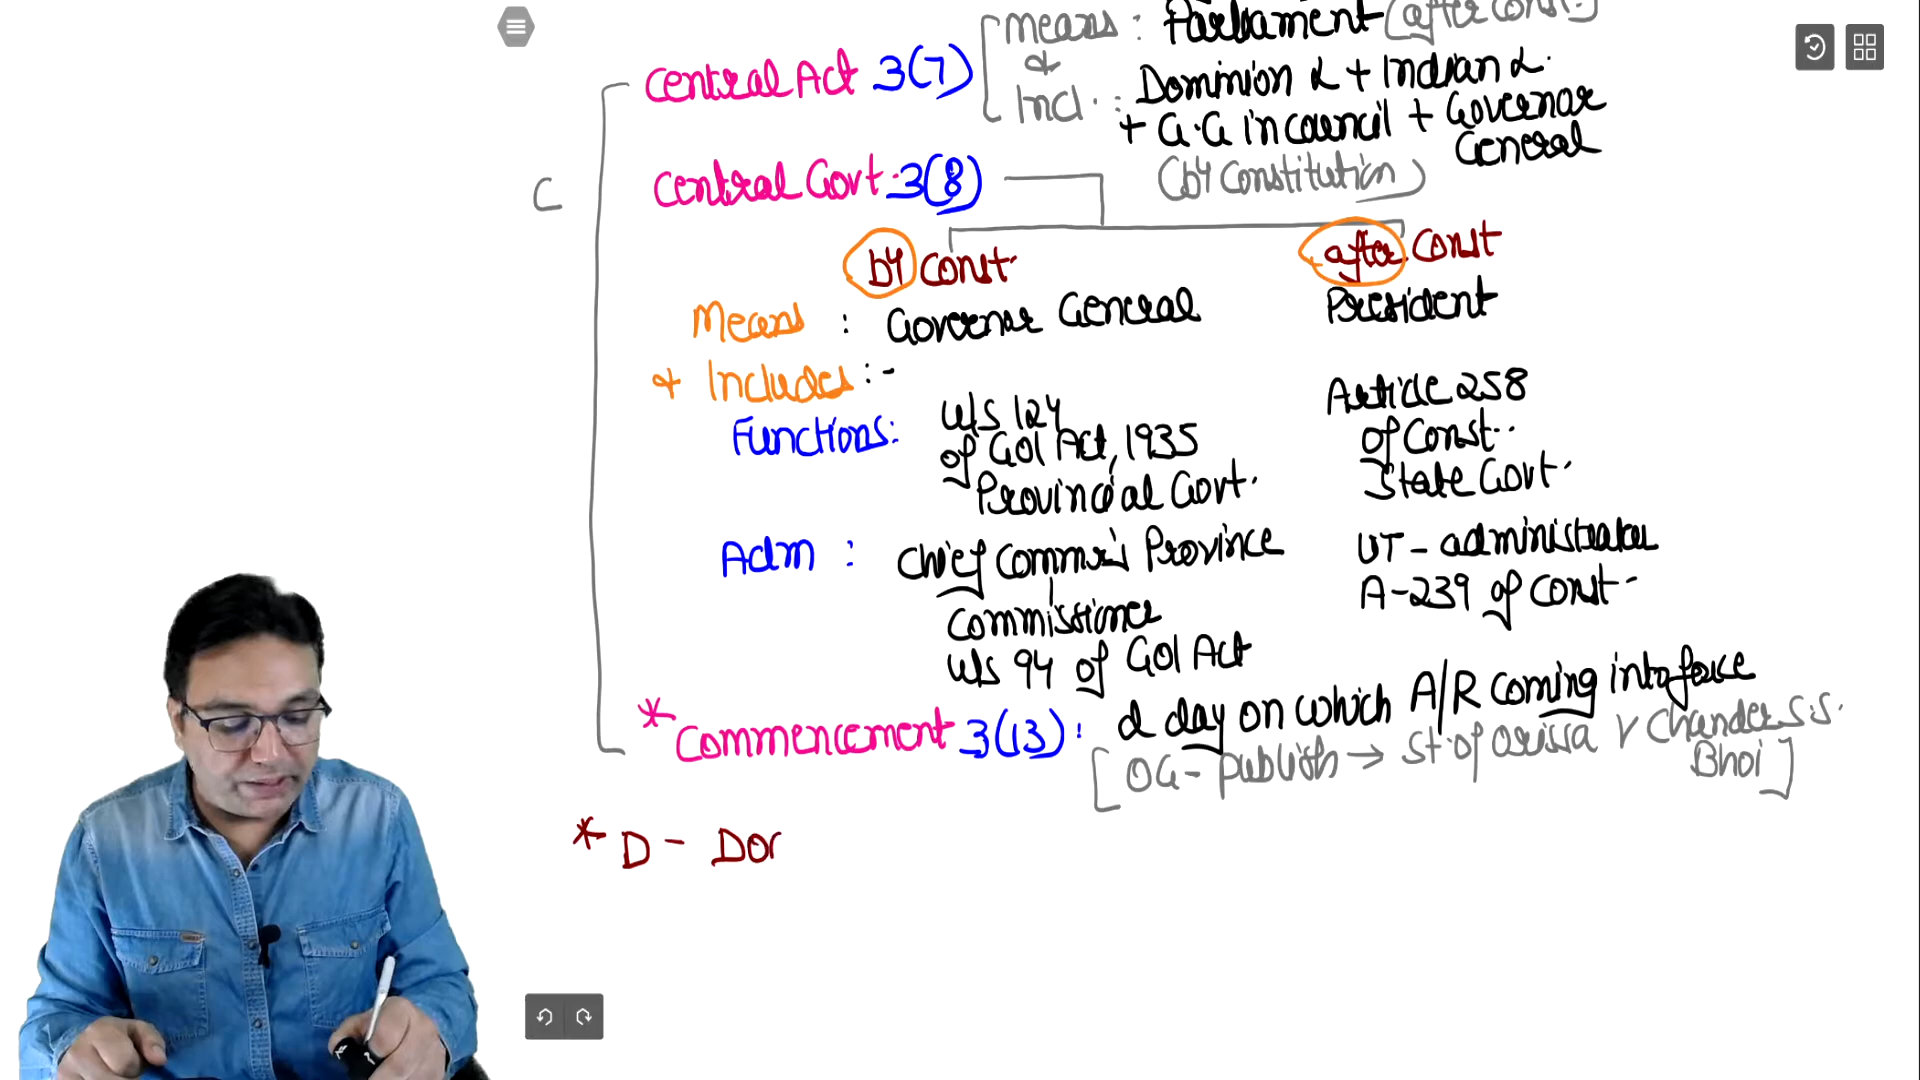 means : Parliament (after const.)
Central Act 3(7)
&
Incl. : Dominion L + Indian L.
+ G.G in council + Governor
General
C
Central Govt. 3(8)
(b4 Constitution)
b4 const.
after const
Means : Governor General
President
& Includes :-
Functions: u/s 124
of GoI Act, 1935
Provincial Govt.
Article 258
of Const..
State Govt.
Adm : Chief Commr's Province
Commissioner
u/s 94 of GoI Act
UT - administrator
A-239 of const.
* Commencement 3(13) : d day on which A/R coming into force
[OG - publish → St. of Orissa v Chandersis.
Bhoi]
* D - Dor